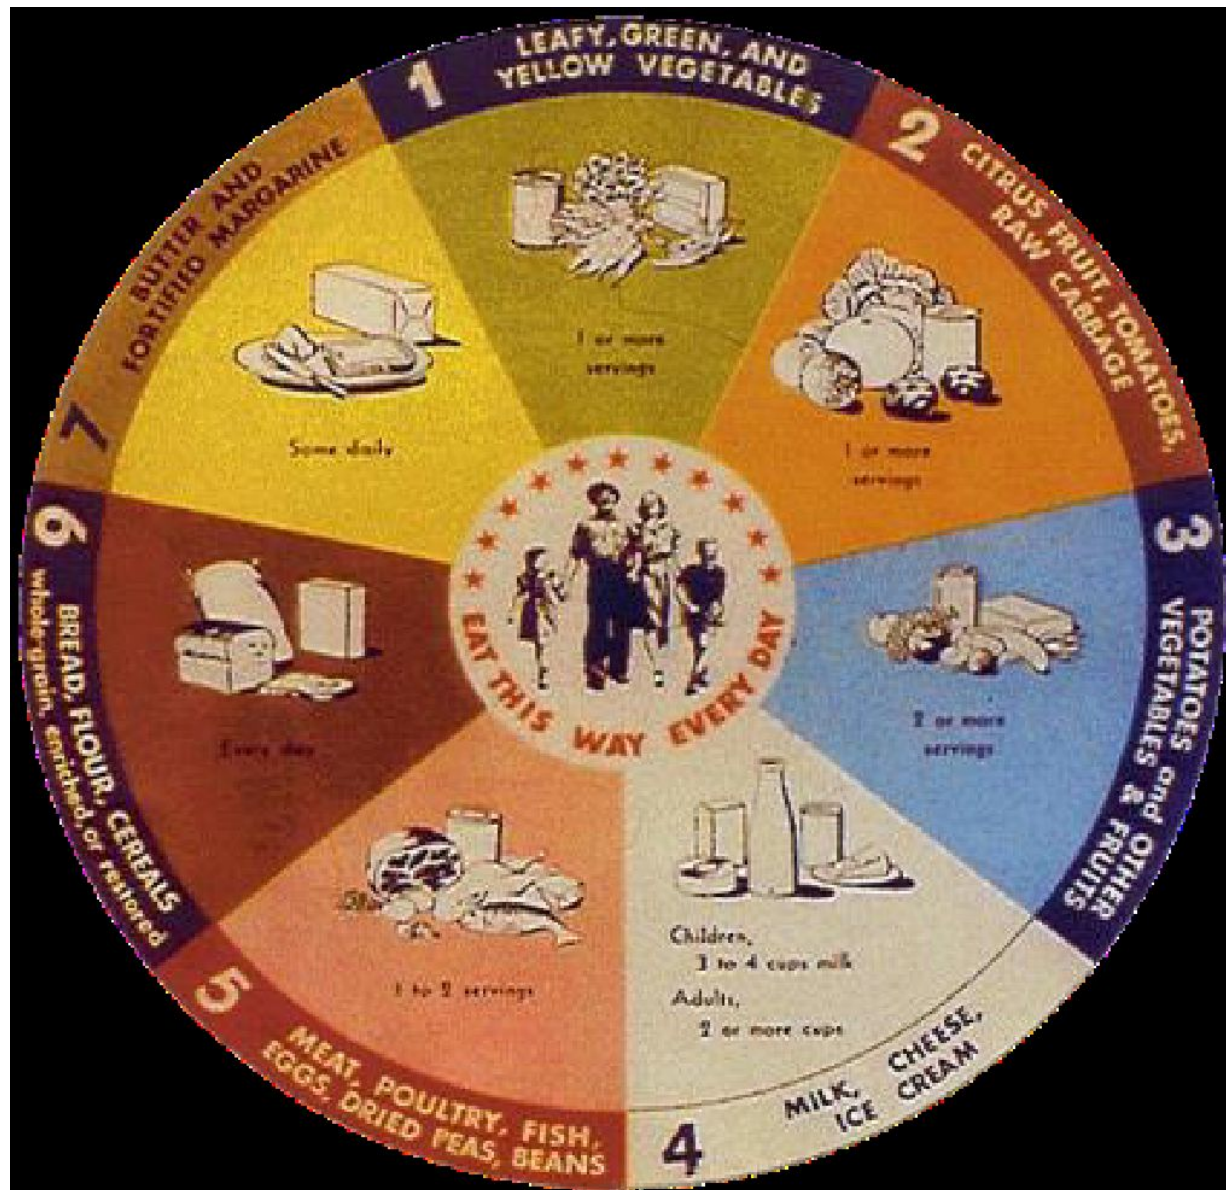 1
LEAFY, GREEN, AND
YELLOW VEGETABLES
1 or more
servings
2
CITRUS FRUIT, TOMATOES,
RAW CABBAGE
1 or more
servings
3
POTATOES and OTHER
VEGETABLES & FRUITS
2 or more
servings
4
MILK, CHEESE,
ICE CREAM
Children,
3 to 4 cups milk
Adults,
2 or more cups
5
MEAT, POULTRY, FISH,
EGGS, DRIED PEAS, BEANS
1 to 2 servings
6
BREAD, FLOUR, CEREALS
whole grain, enriched, or restored
Every day
7
BUTTER AND
FORTIFIED MARGARINE
Some daily
EAT THIS WAY EVERY DAY